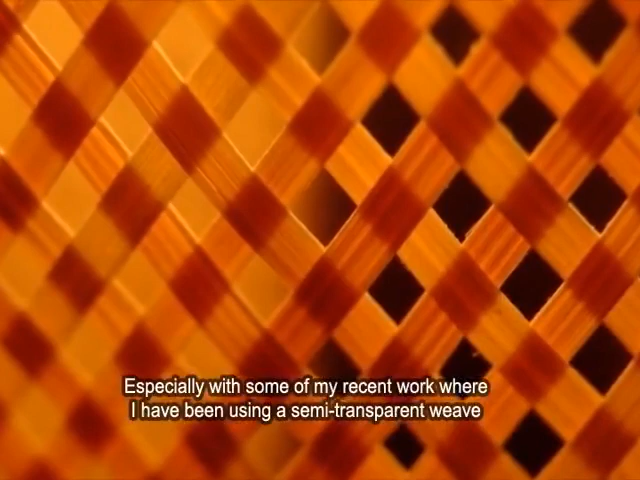 Especially with some of my recent work where
I have been using a semi-transparent weave